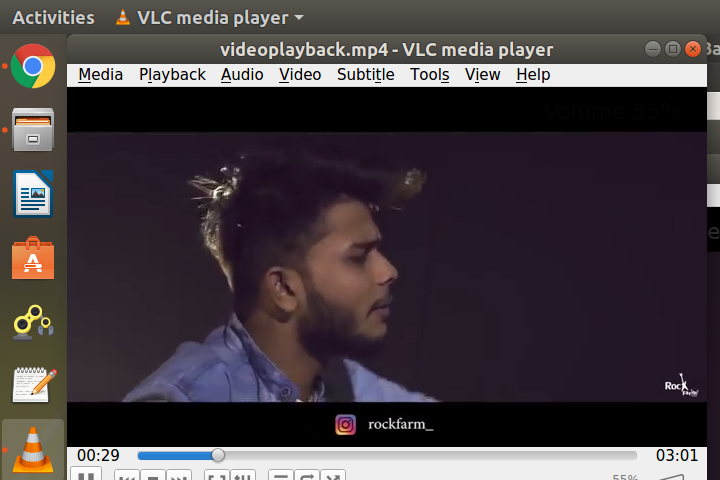 Activities VLC media player
videoplayback.mp4 - VLC media player
Media Playback Audio Video Subtitle Tools View Help
Volume 55%
Rock
rockfarm_
00:29 03:01
55%